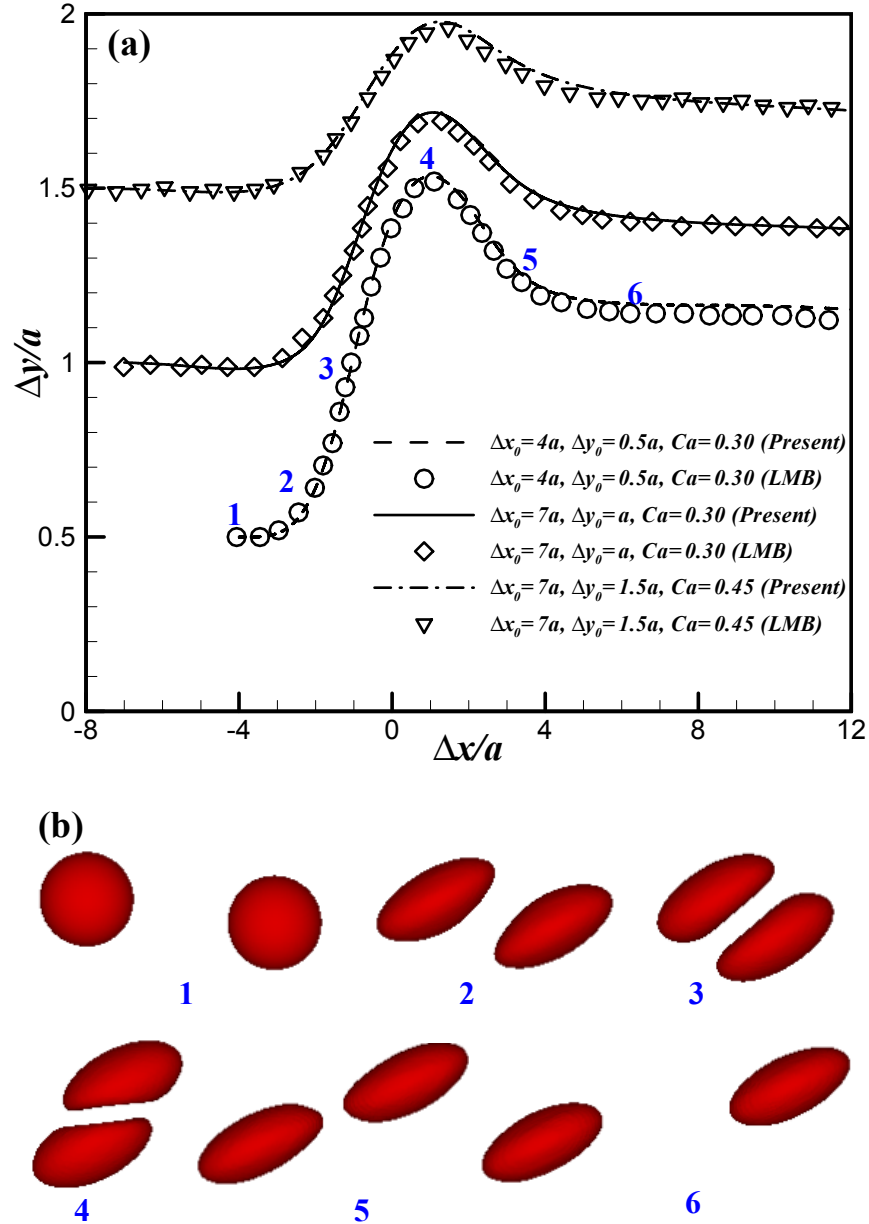 (a)
2
1.5
1
0.5
0
Δy/a
4
5
6
3
2
1
Δx₀=4a, Δy₀=0.5a, Ca=0.30 (Present)
Δx₀=4a, Δy₀=0.5a, Ca=0.30 (LMB)
Δx₀=7a, Δy₀=a, Ca=0.30 (Present)
Δx₀=7a, Δy₀=a, Ca=0.30 (LMB)
Δx₀=7a, Δy₀=1.5a, Ca=0.45 (Present)
Δx₀=7a, Δy₀=1.5a, Ca=0.45 (LMB)
-8 -4 0 4 8 12
Δx/a
(b)
1 2 3
4 5 6